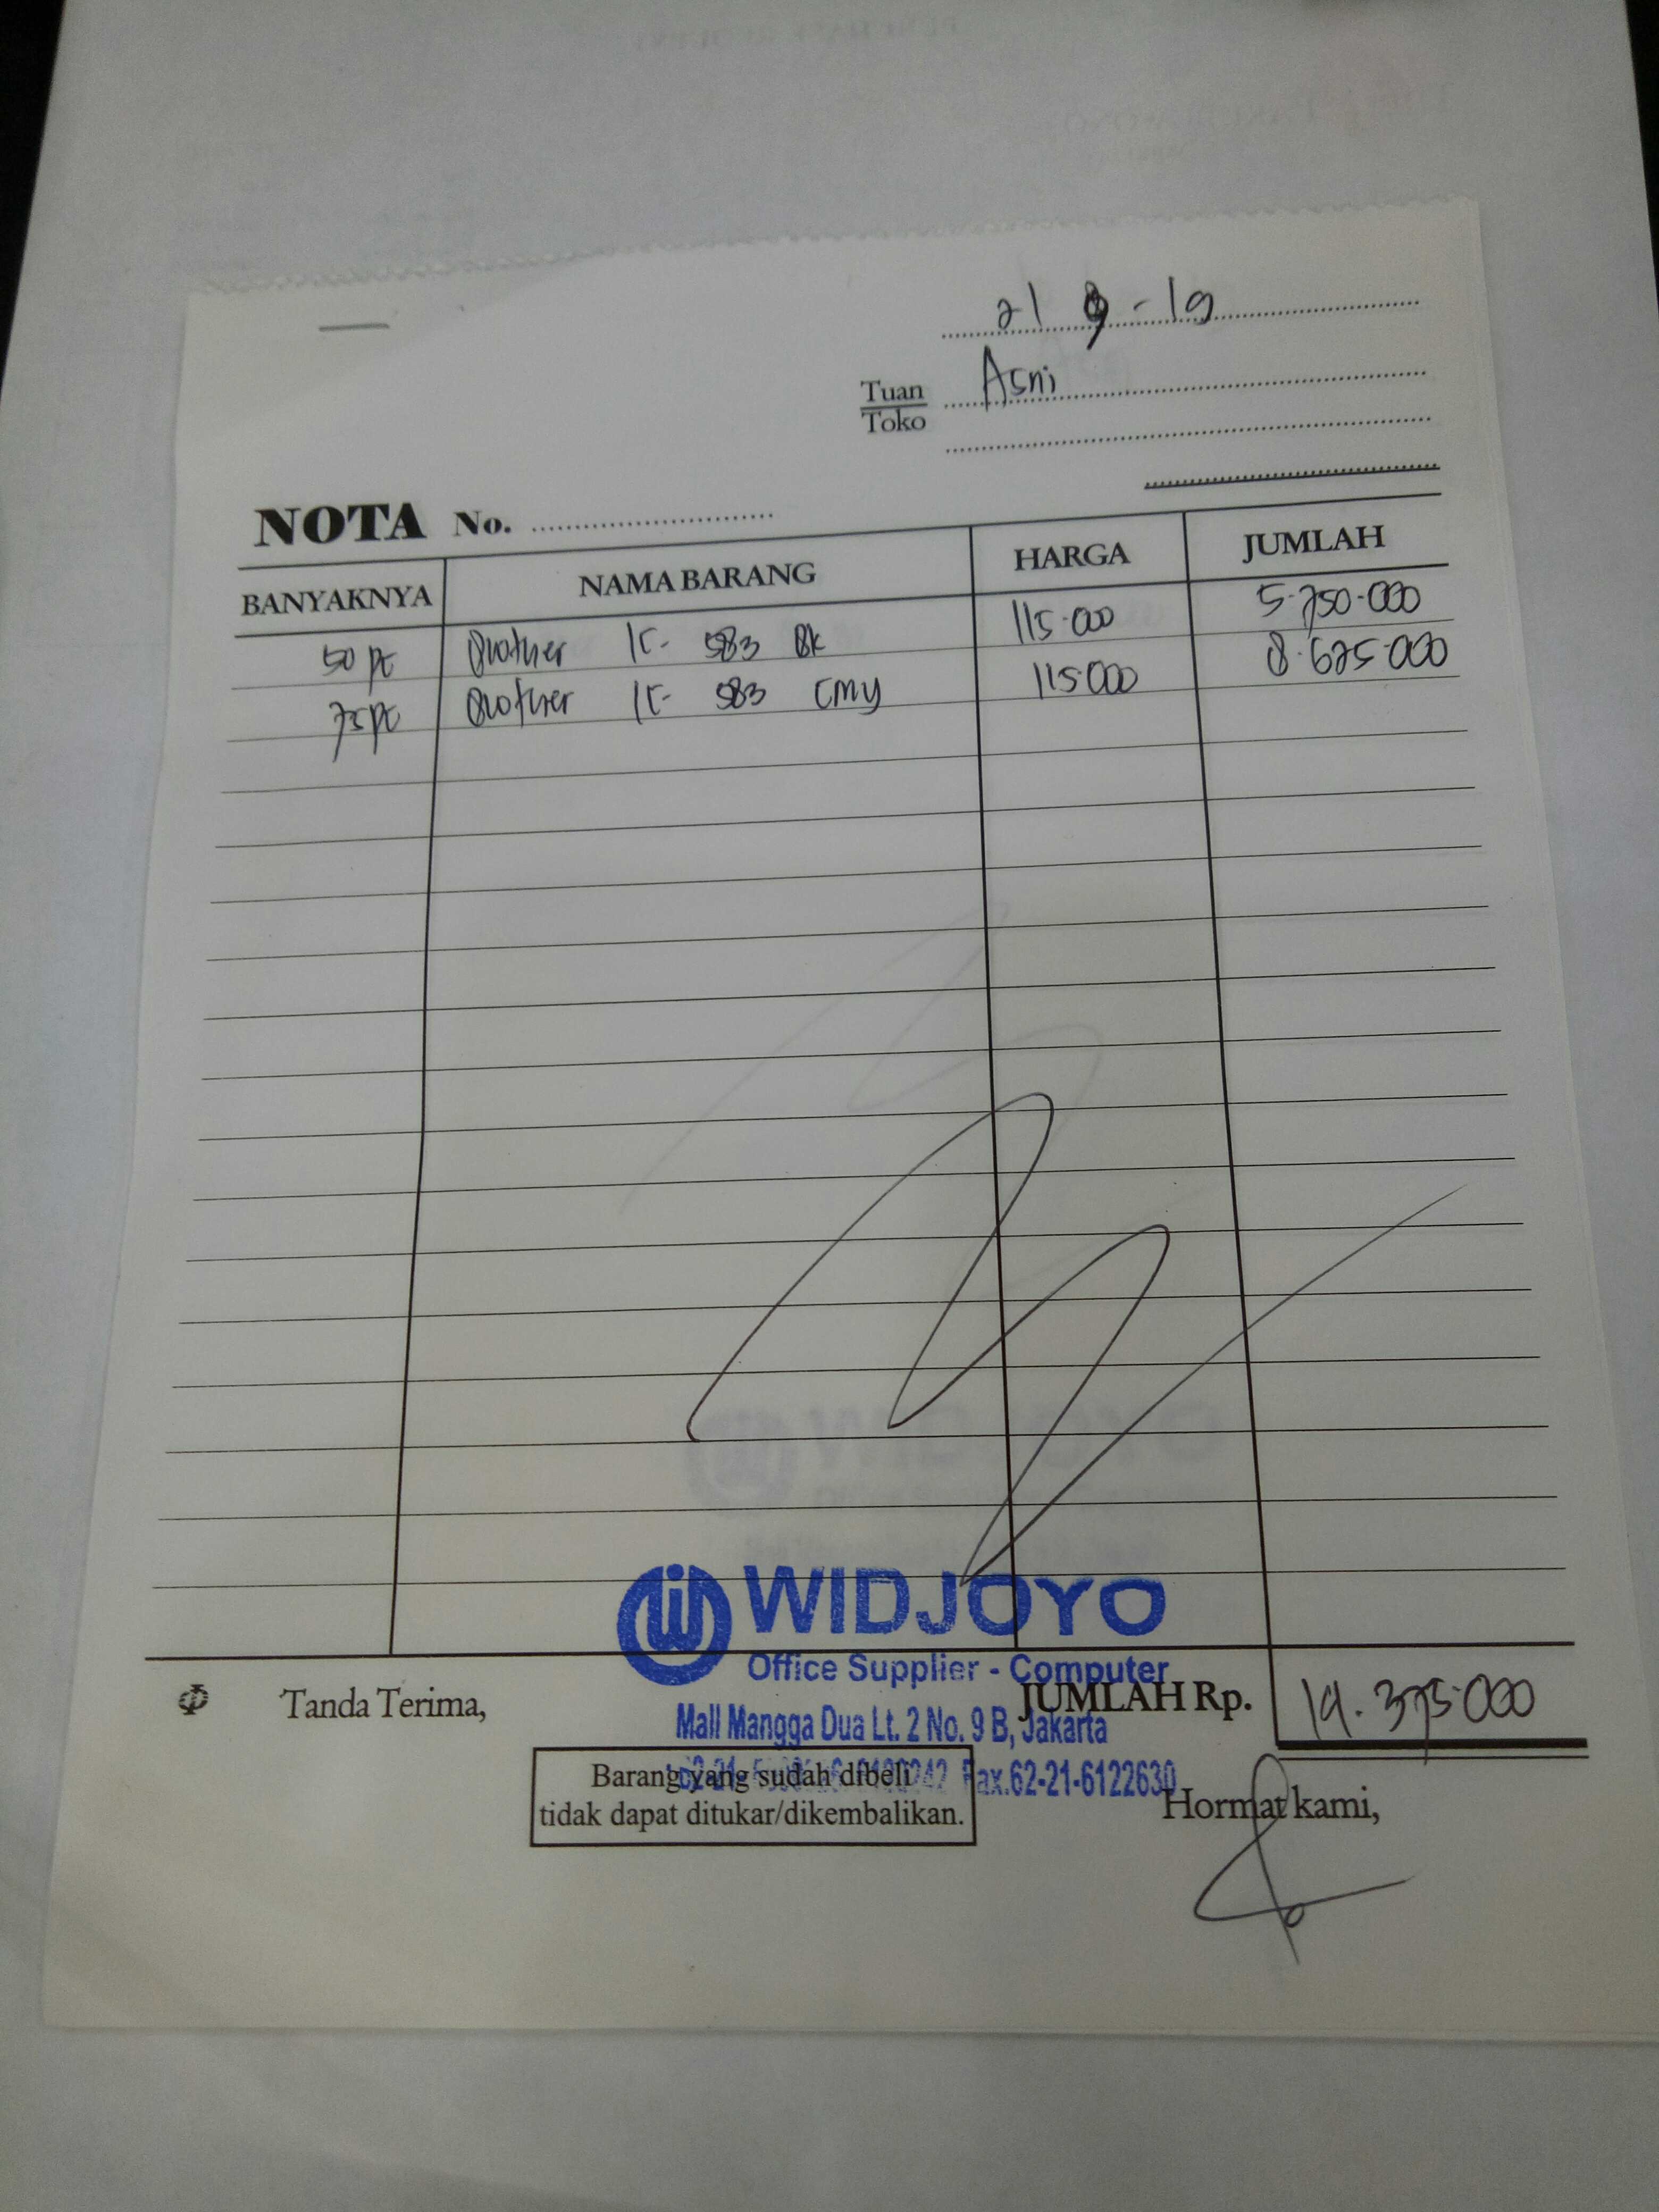 21 9 - 19
Tuan Asni
Toko
NOTA No.
BANYAKNYA NAMA BARANG HARGA JUMLAH
50 pc Brother LC- 583 BK 115.000 5.750.000
75 pc Brother LC- 583 CMY 115.000 8.625.000
WIDJOYO
Office Supplier - Computer
Tanda Terima, JUMLAH Rp. 14.375.000
Mall Mangga Dua Lt. 2 No. 9 B, Jakarta
Fax.62-21-6122630
Barang yang sudah dibeli
tidak dapat ditukar/dikembalikan.
Hormat kami,